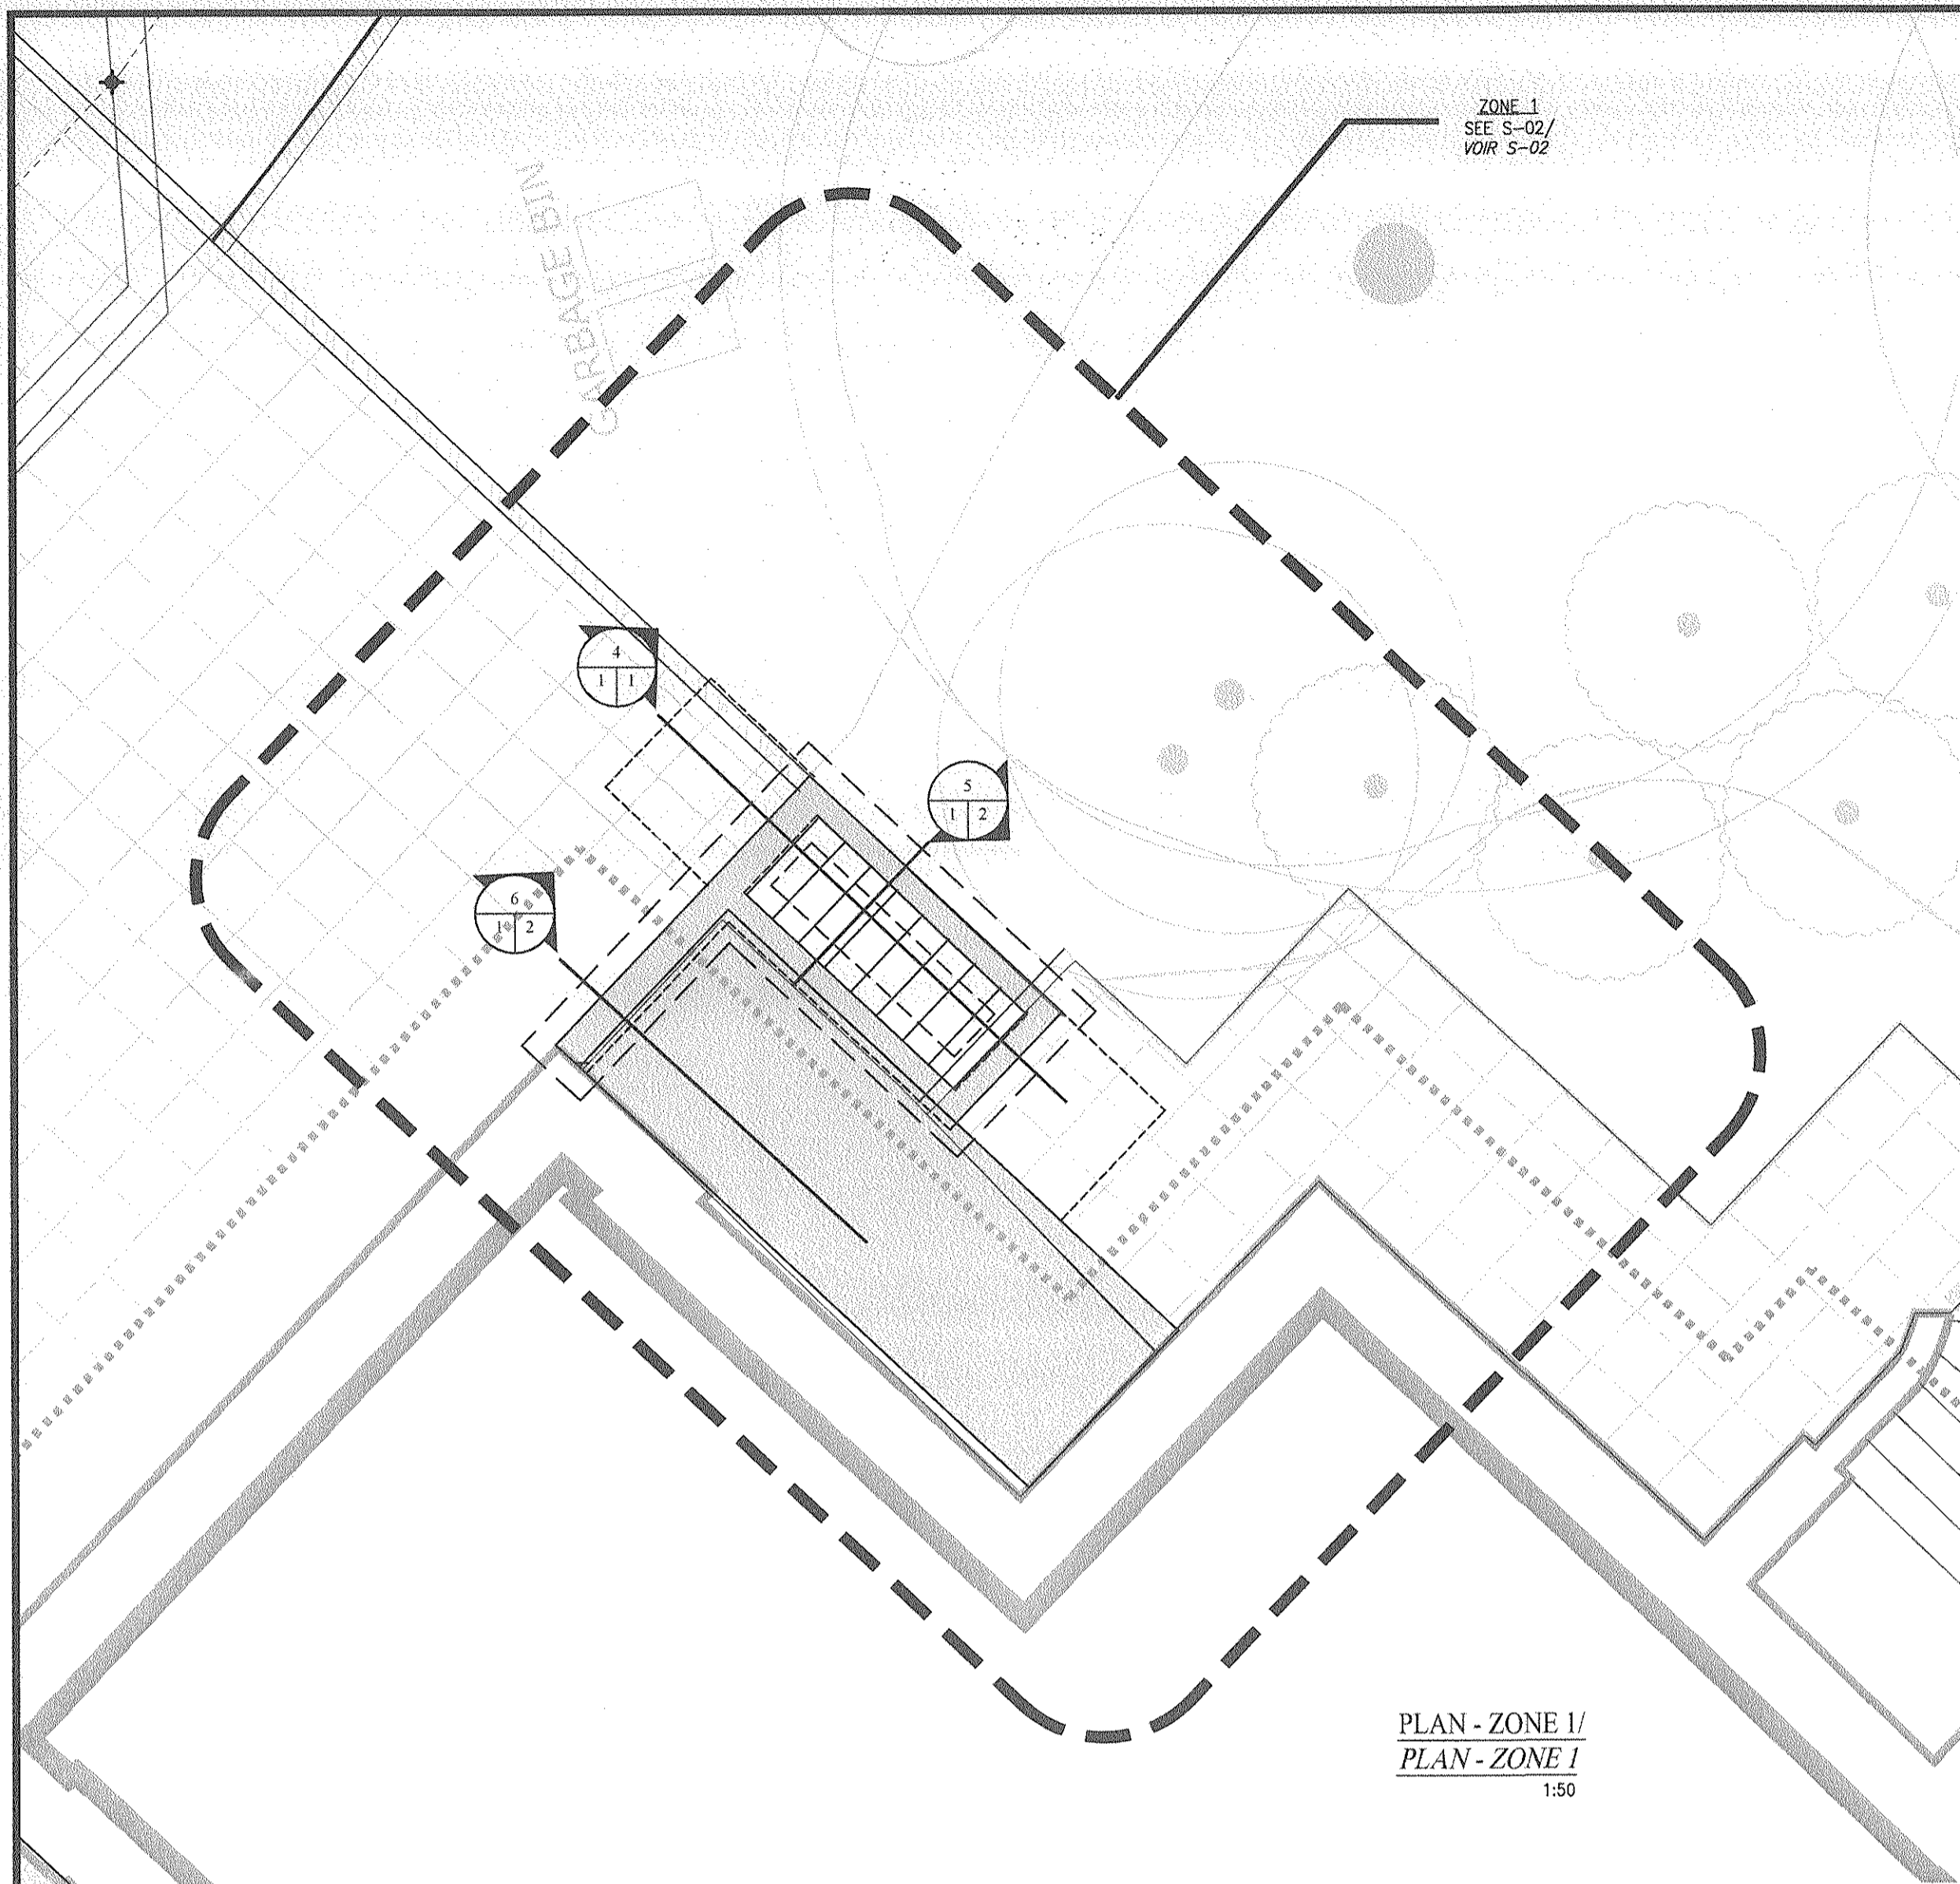 ZONE 1
SEE S-02/
VOIR S-02
GARBAGE BIN
4
1 1
5
1 2
6
1 2
PLAN - ZONE 1/
PLAN - ZONE 1
1:50